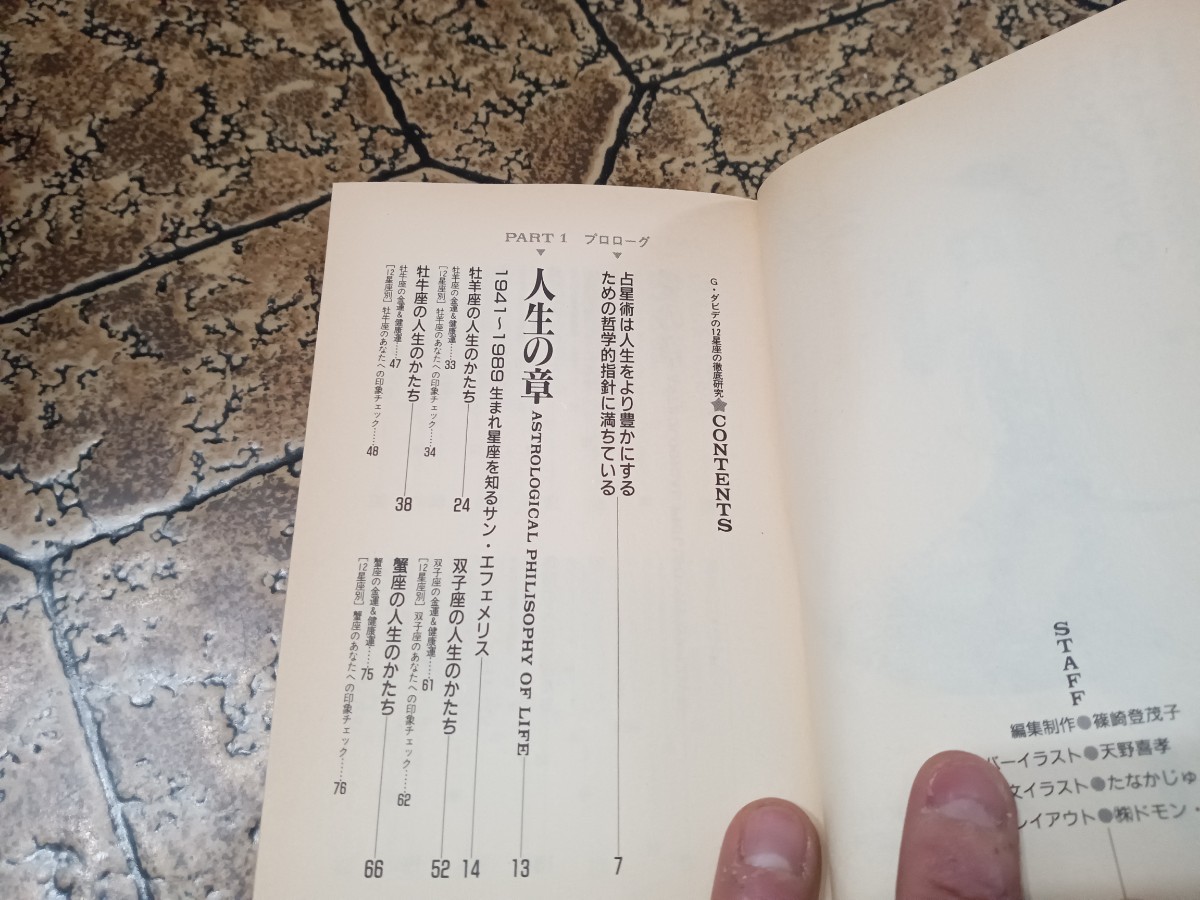 STAFF
編集制作●篠崎登茂子
バーイラスト●天野喜孝
文イラスト●たなかじゅ
レイアウト●㈱ドモン・
G・ダビデの12星座の徹底研究★CONTENTS
プロローグ
占星術は人生をより豊かにする
ための哲学的指針に満ちている 7
PART 1
人生の章 ASTROLOGICAL PHILISOPHY OF LIFE 13
1941〜1989 生まれ星座を知るサン・エフェメリス 14
牡羊座の人生のかたち 24
牡羊座の金運&健康運……33
[12星座別] 牡羊座のあなたへの印象チェック……34
牡牛座の人生のかたち 38
牡牛座の金運&健康運……47
[12星座別] 牡牛座のあなたへの印象チェック……48
双子座の人生のかたち 52
双子座の金運&健康運……61
[12星座別] 双子座のあなたへの印象チェック……62
蟹座の人生のかたち 66
蟹座の金運&健康運……75
[12星座別] 蟹座のあなたへの印象チェック……76